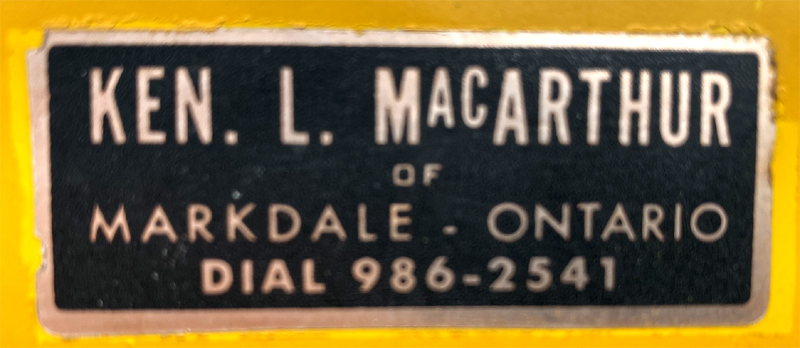 KEN. L. MACARTHUR
OF
MARKDALE - ONTARIO
DIAL 986-2541